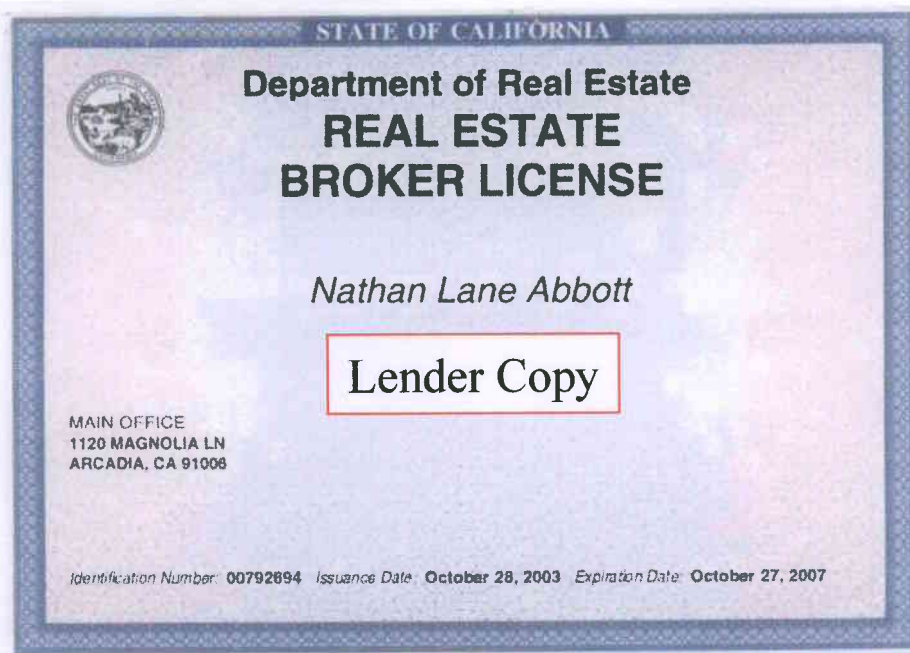 STATE OF CALIFORNIA
Department of Real Estate
REAL ESTATE
BROKER LICENSE
Nathan Lane Abbott
Lender Copy
MAIN OFFICE
1120 MAGNOLIA LN
ARCADIA, CA 91006
Identification Number: 00792694 Issuance Date: October 28, 2003 Expiration Date: October 27, 2007